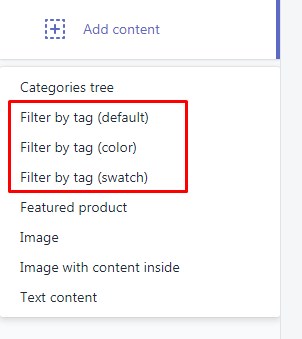 Add content
Categories tree
Filter by tag (default)
Filter by tag (color)
Filter by tag (swatch)
Featured product
Image
Image with content inside
Text content